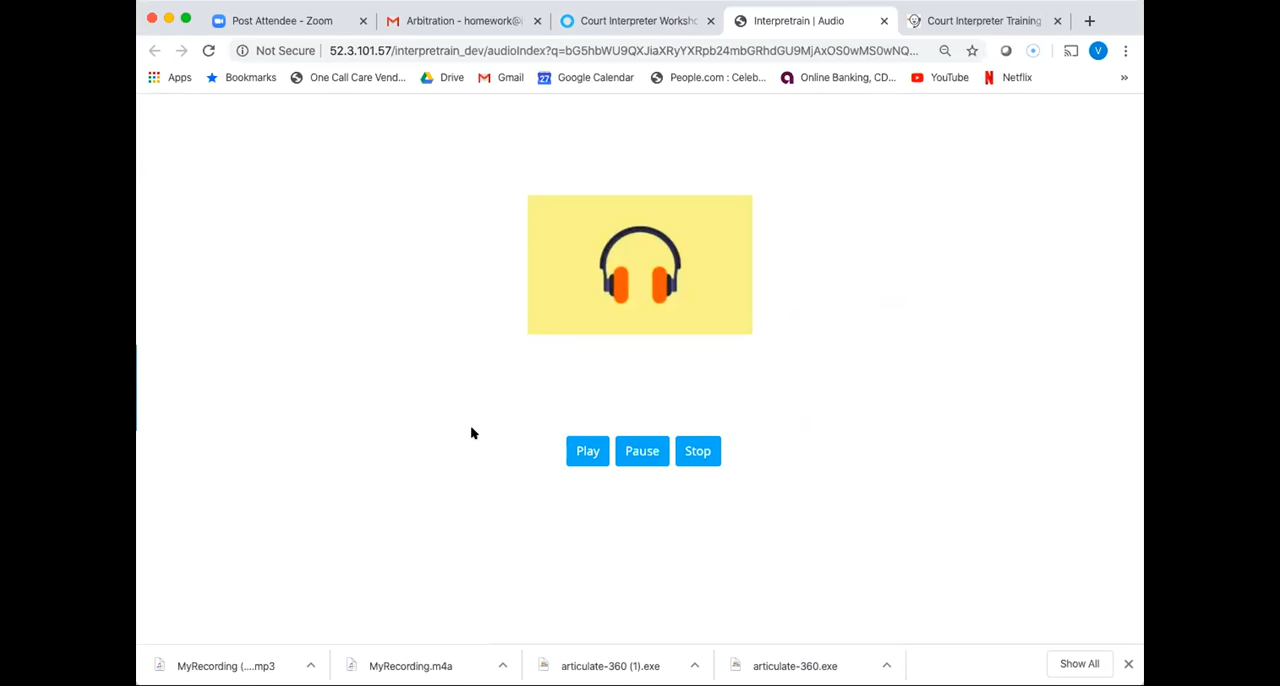 Post Attendee - Zoom
Arbitration - homework@i
Court Interpreter Worksho
Interpretrain | Audio
Court Interpreter Training
Not Secure
52.3.101.57/interpretrain_dev/audioIndex?q=bG5hbWU9QXJiaXRyYXRpb24mbGRhdGU9MjAxOS0wMS0wNQ...
V
Apps
Bookmarks
One Call Care Vend...
Drive
Gmail
27
Google Calendar
People.com : Celeb...
Online Banking, CD...
YouTube
Netflix
»
Play
Pause
Stop
MyRecording (....mp3
MyRecording.m4a
articulate-360 (1).exe
articulate-360.exe
Show All